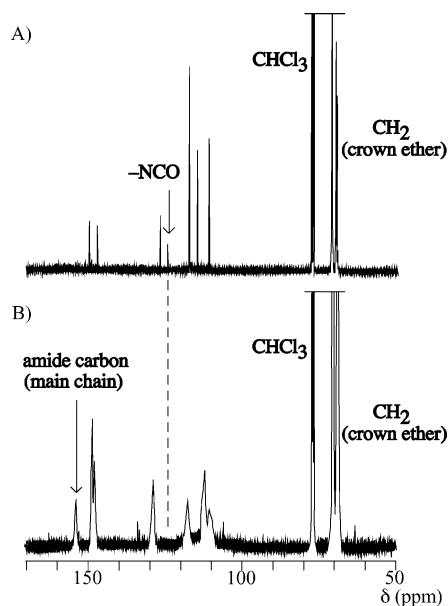 A)
CHCl3
CH2
(crown ether)
–NCO
B)
amide carbon
(main chain)
CHCl3
CH2
(crown ether)
150
100
50
δ (ppm)